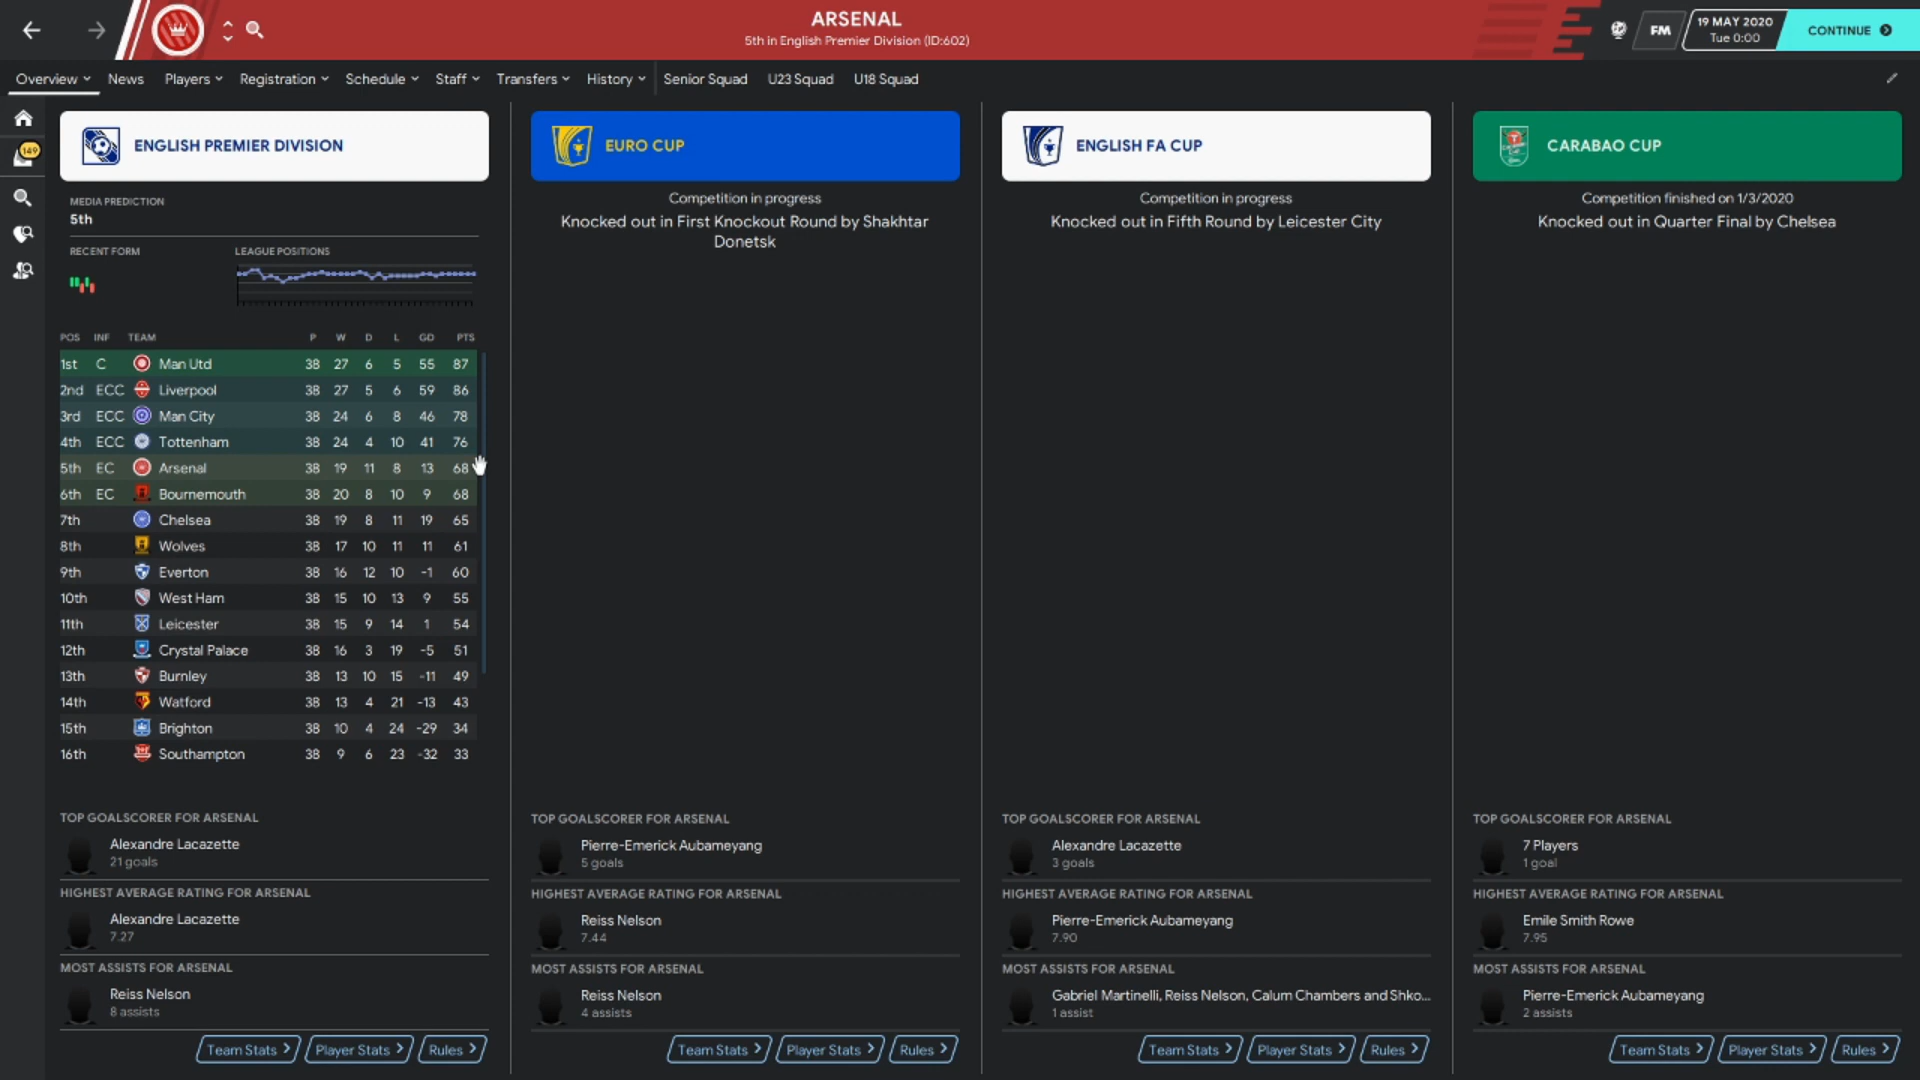 ARSENAL
5th in English Premier Division (ID:602)
FM
19 MAY 2020
Tue 0:00
CONTINUE
Overview News Players Registration Schedule Staff Transfers History Senior Squad U23 Squad U18 Squad
149
ENGLISH PREMIER DIVISION
MEDIA PREDICTION
5th
RECENT FORM LEAGUE POSITIONS
POS INF TEAM P W D L GD PTS
1st C Man Utd 38 27 6 5 55 87
2nd ECC Liverpool 38 27 5 6 59 86
3rd ECC Man City 38 24 6 8 46 78
4th ECC Tottenham 38 24 4 10 41 76
5th EC Arsenal 38 19 11 8 13 68
6th EC Bournemouth 38 20 8 10 9 68
7th Chelsea 38 19 8 11 19 65
8th Wolves 38 17 10 11 11 61
9th Everton 38 16 12 10 -1 60
10th West Ham 38 15 10 13 9 55
11th Leicester 38 15 9 14 1 54
12th Crystal Palace 38 16 3 19 -5 51
13th Burnley 38 13 10 15 -11 49
14th Watford 38 13 4 21 -13 43
15th Brighton 38 10 4 24 -29 34
16th Southampton 38 9 6 23 -32 33
TOP GOALSCORER FOR ARSENAL
Alexandre Lacazette
21 goals
HIGHEST AVERAGE RATING FOR ARSENAL
Alexandre Lacazette
7.27
MOST ASSISTS FOR ARSENAL
Reiss Nelson
8 assists
Team Stats Player Stats Rules
EURO CUP
Competition in progress
Knocked out in First Knockout Round by Shakhtar
Donetsk
TOP GOALSCORER FOR ARSENAL
Pierre-Emerick Aubameyang
5 goals
HIGHEST AVERAGE RATING FOR ARSENAL
Reiss Nelson
7.44
MOST ASSISTS FOR ARSENAL
Reiss Nelson
4 assists
Team Stats Player Stats Rules
ENGLISH FA CUP
Competition in progress
Knocked out in Fifth Round by Leicester City
TOP GOALSCORER FOR ARSENAL
Alexandre Lacazette
3 goals
HIGHEST AVERAGE RATING FOR ARSENAL
Pierre-Emerick Aubameyang
7.90
MOST ASSISTS FOR ARSENAL
Gabriel Martinelli, Reiss Nelson, Calum Chambers and Shko...
1 assist
Team Stats Player Stats Rules
CARABAO CUP
Competition finished on 1/3/2020
Knocked out in Quarter Final by Chelsea
TOP GOALSCORER FOR ARSENAL
7 Players
1 goal
HIGHEST AVERAGE RATING FOR ARSENAL
Emile Smith Rowe
7.95
MOST ASSISTS FOR ARSENAL
Pierre-Emerick Aubameyang
2 assists
Team Stats Player Stats Rules